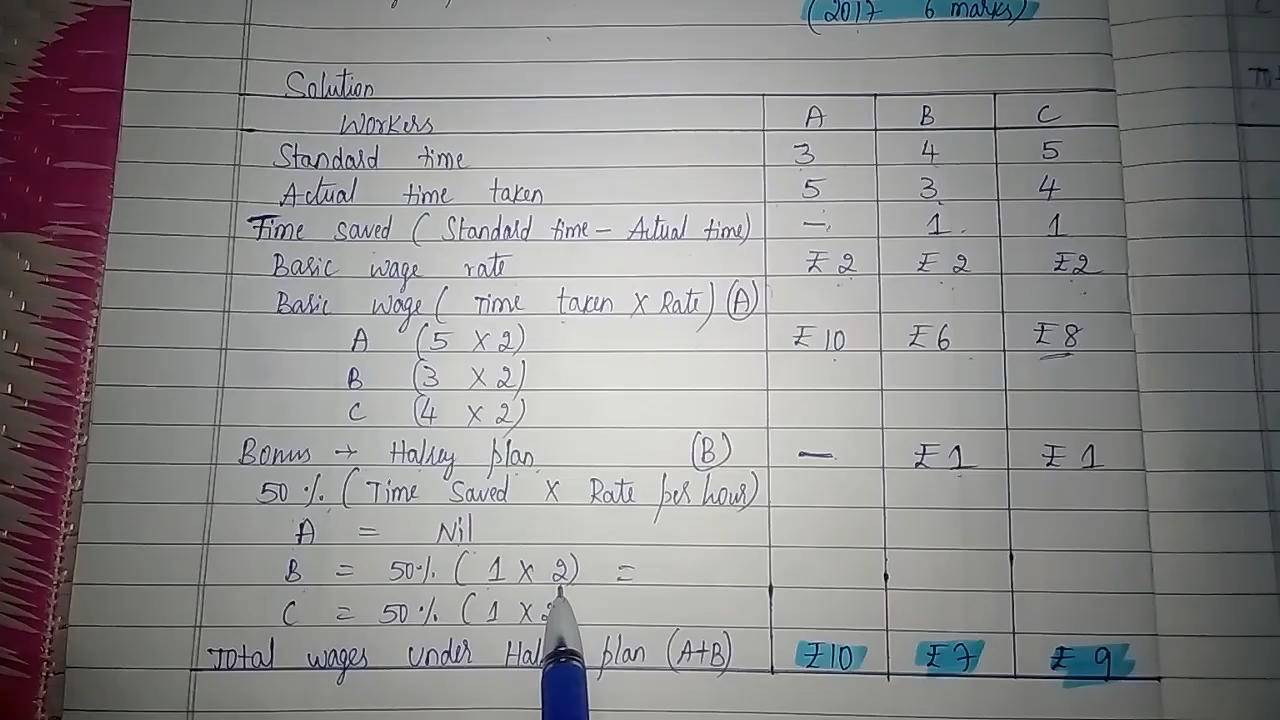 (2017 6 marks)
Solution
Workers A B C
Standard time 3 4 5
Actual time taken 5 3 4
Time saved (Standard time - Actual time) - 1 1
Basic wage rate ₹2 ₹2 ₹2
Basic wage (Time taken X Rate) (A)
A (5 X 2) ₹10 ₹6 ₹8
B (3 X 2)
C (4 X 2)
Bonus → Halsey plan (B) - ₹1 ₹1
50% (Time Saved X Rate per hour)
A = Nil
B = 50% (1 X 2) =
C = 50% (1 X
Total wages under plan (A+B) ₹10 ₹7 ₹9